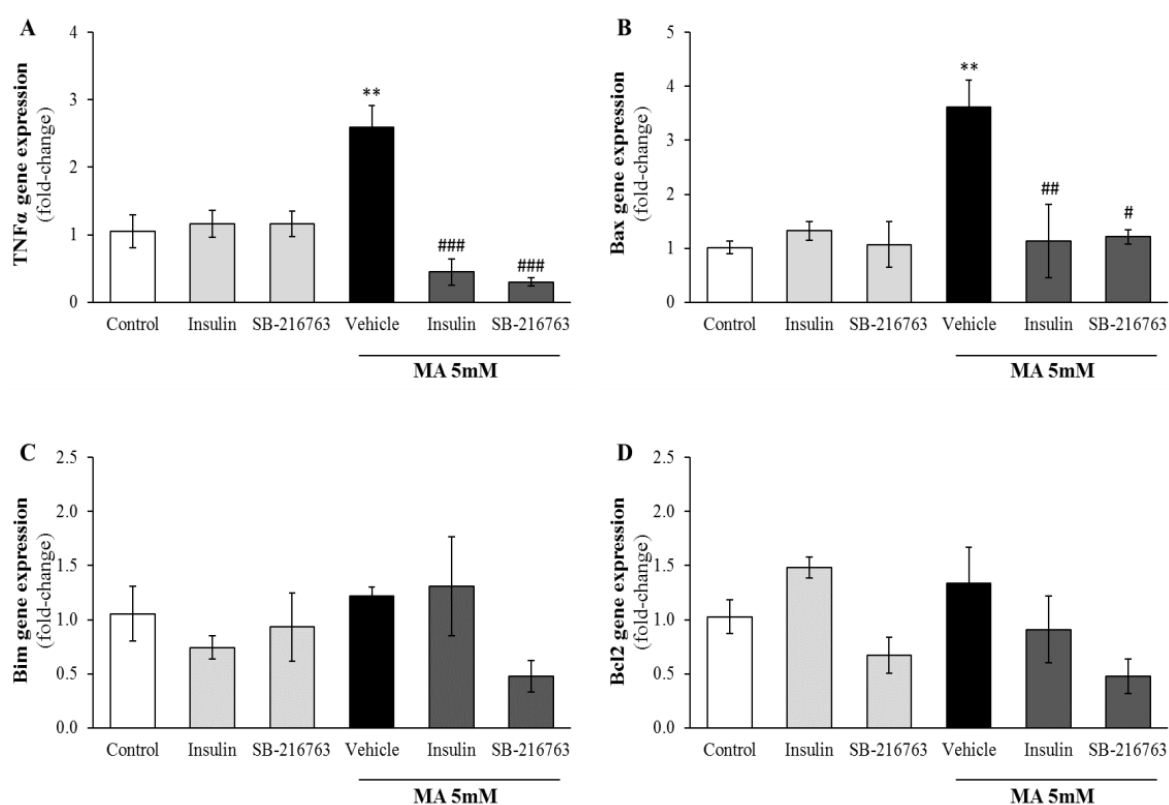 A
TNFα gene expression
(fold-change)
4
3
2
1
0
**
###
###
Control Insulin SB-216763 Vehicle Insulin SB-216763
MA 5mM
B
Bax gene expression
(fold-change)
5
4
3
2
1
0
**
##
#
Control Insulin SB-216763 Vehicle Insulin SB-216763
MA 5mM
C
Bim gene expression
(fold-change)
2.5
2.0
1.5
1.0
0.5
0.0
Control Insulin SB-216763 Vehicle Insulin SB-216763
MA 5mM
D
Bcl2 gene expression
(fold-change)
2.5
2.0
1.5
1.0
0.5
0.0
Control Insulin SB-216763 Vehicle Insulin SB-216763
MA 5mM